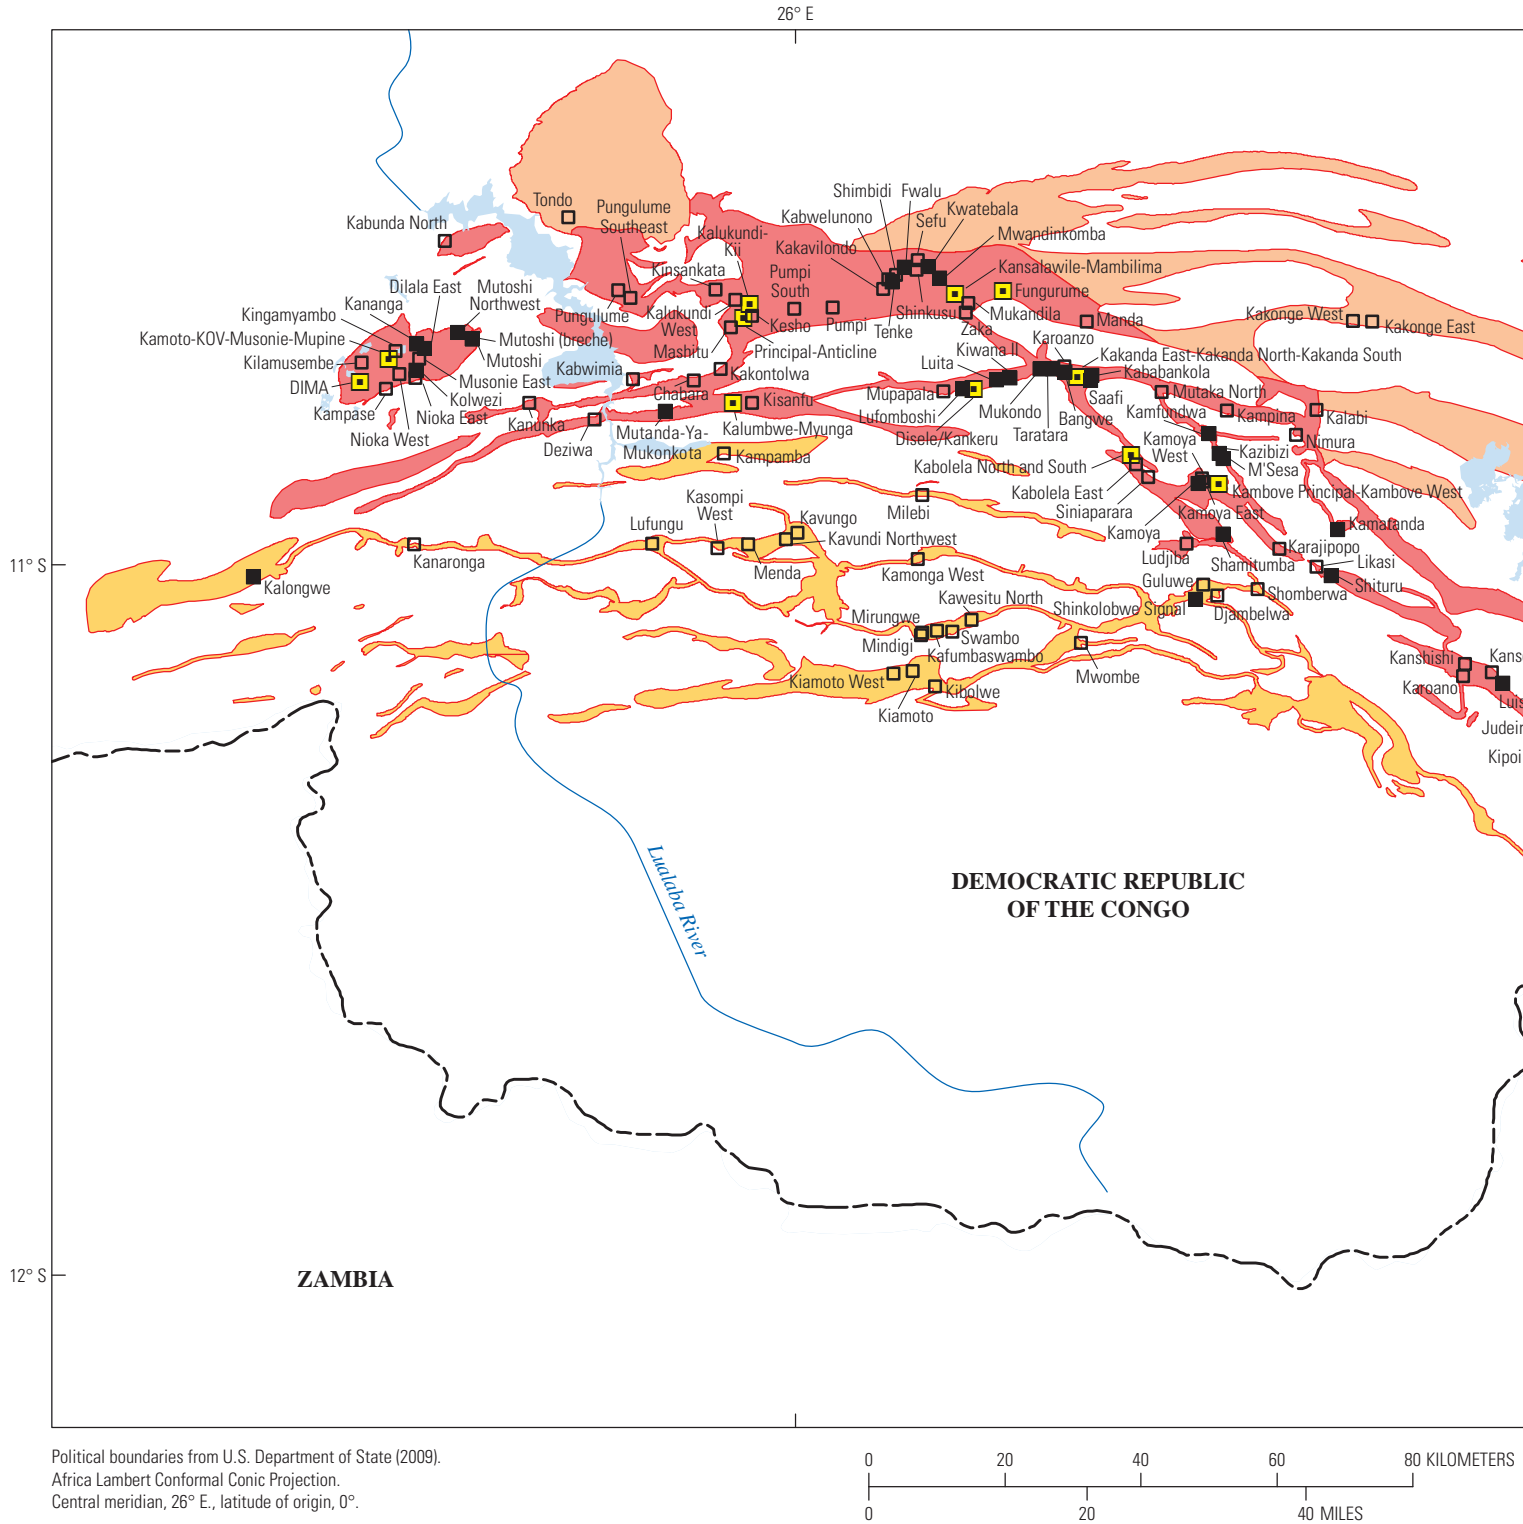 26° E
Tondo
Pungulume
Southeast
Kabunda North
Kalukundi-
Kii
Kinsankata
Pumpi
South
Shimbidi
Fwalu
Kabwelunono
Sefu
Kwatebala
Kakavilondo
Mwandinkomba
Kansalawile-Mambilima
Fungurume
Dilala East
Mutoshi
Northwest
Kananga
Kingamyambo
Kamoto-KOV-Musonie-Mupine
Kilamusembe
DIMA
Kampase
Nioka West
Nioka East
Kolwezi
Musonie East
Mutoshi
Mutoshi (breche)
Pungulume
Kalukundi
West
Kesho
Pumpi
Mashitu
Principal-Anticline
Tenke
Shinkusu
Zaka
Mukandila
Manda
Kakonge West
Kakonge East
Kabwimia
Chabara
Kakontolwa
Kisanfu
Kanunka
Deziwa
Mutanda-Ya-
Mukonkota
Kalumbwe-Myunga
Kampamba
Kiwana II
Karoanzo
Luita
Kakanda East-Kakanda North-Kakanda South
Kababankola
Mupapala
Lufomboshi
Disele/Kankeru
Mukondo
Taratara
Bangwe
Saafi
Mutaka North
Kamfundwa
Kampina
Kalabi
Nimura
Kamoya
West
Kazibizi
M'Sesa
Kabolela North and South
Kabolela East
Siniaparara
Kambove Principal-Kambove West
Kamoya East
Kamoya
Kamatanda
Milebi
Kasompi
West
Kavungo
Lufungu
Kavundi Northwest
Menda
Kanaronga
Kamonga West
Ludjiba
Shamitumba
Karajipopo
Likasi
Shituru
11° S
Kalongwe
Guluwe
Shomberwa
Djambelwa
Shinkolobwe Signal
Kawesitu North
Mirungwe
Mindigi
Swambo
Kafumbaswambo
Mwombe
Kiamoto West
Kibolwe
Kiamoto
Kanshishi
Kans
Karoano
Luis
Judeir
Kipoi
Lualaba River
DEMOCRATIC REPUBLIC
OF THE CONGO
12° S
ZAMBIA
Political boundaries from U.S. Department of State (2009).
Africa Lambert Conformal Conic Projection.
Central meridian, 26° E., latitude of origin, 0°.
0 20 40 60 80 KILOMETERS
0 20 40 MILES